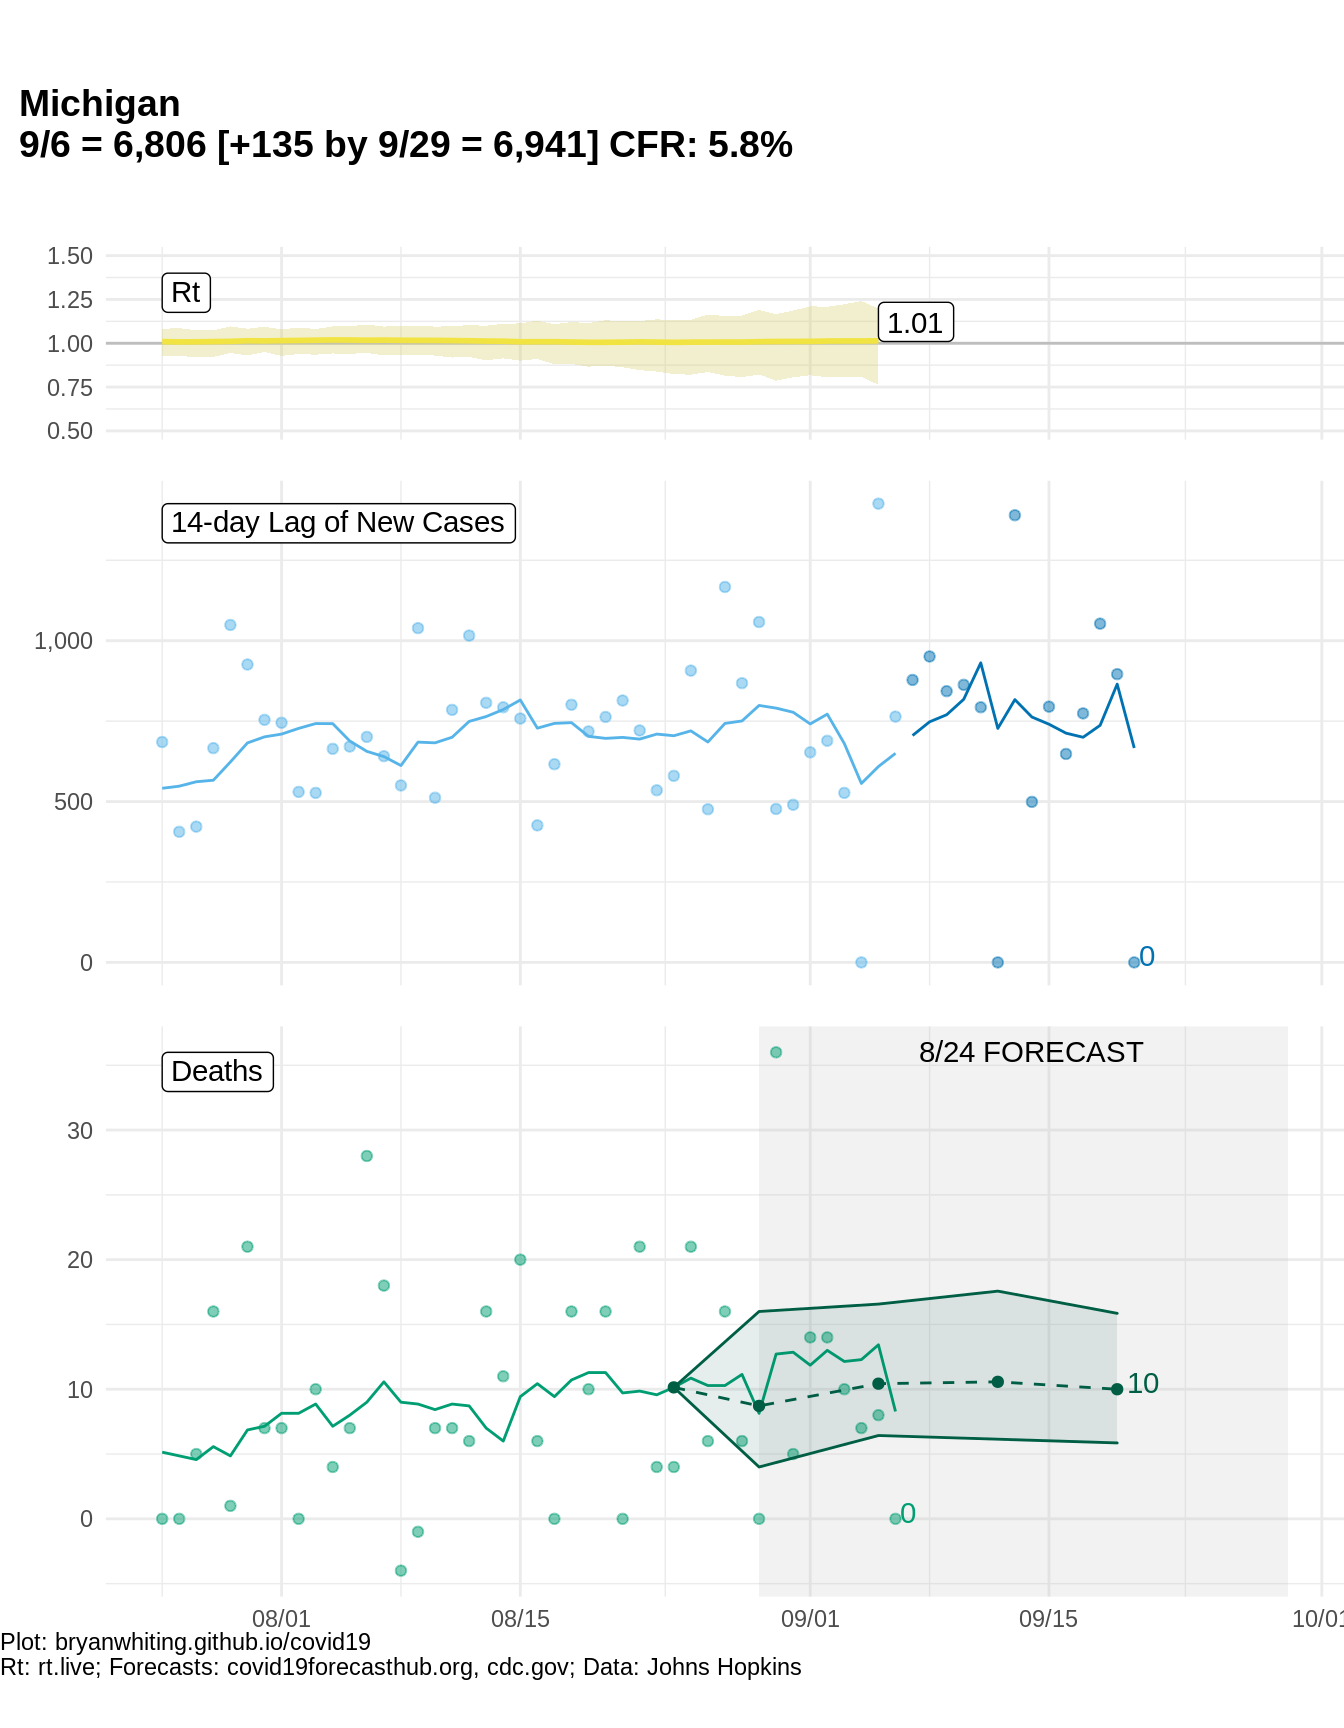 Michigan
9/6 = 6,806 [+135 by 9/29 = 6,941] CFR: 5.8%
1.50
Rt
1.25
1.01
1.00
0.75
0.50
14-day Lag of New Cases
1,000
500
0
0
8/24 FORECAST
Deaths
30
20
10
10
0
0
08/01
08/15
09/01
09/15
10/01
Plot: bryanwhiting.github.io/covid19
Rt: rt.live; Forecasts: covid19forecasthub.org, cdc.gov; Data: Johns Hopkins